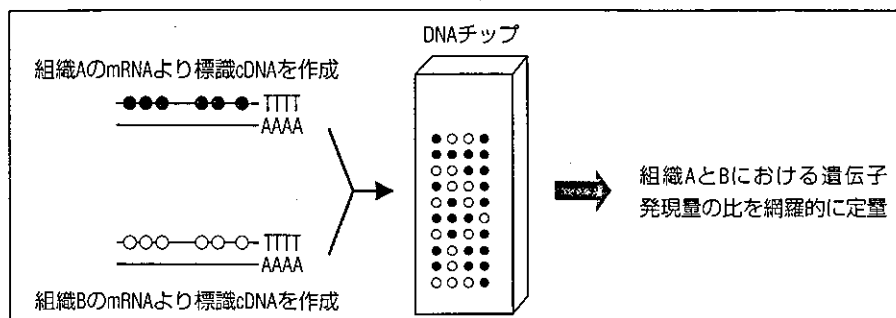 DNAチップ
組織AのmRNAより標識cDNAを作成
TTTT
AAAA
組織AとBにおける遺伝子
発現量の比を網羅的に定量
TTTT
AAAA
組織BのmRNAより標識cDNAを作成